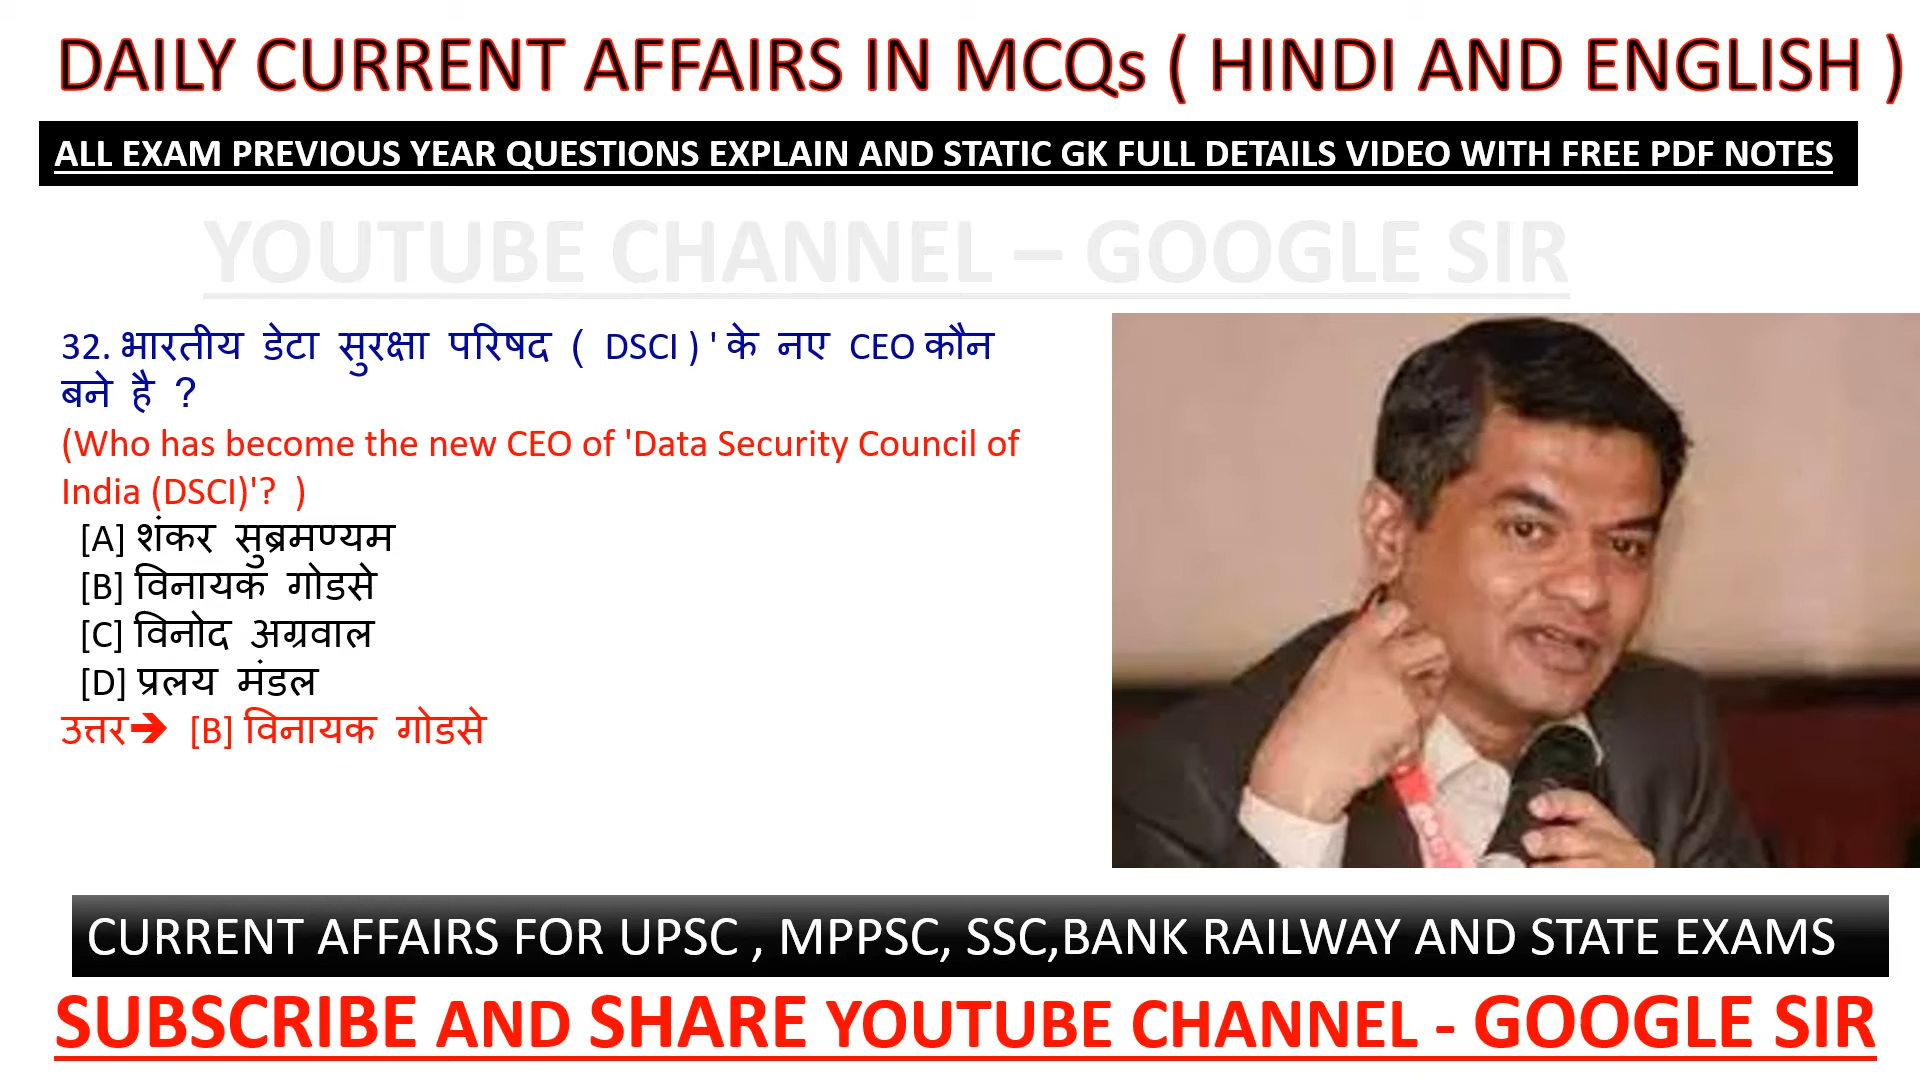 DAILY CURRENT AFFAIRS IN MCQs ( HINDI AND ENGLISH )
ALL EXAM PREVIOUS YEAR QUESTIONS EXPLAIN AND STATIC GK FULL DETAILS VIDEO WITH FREE PDF NOTES
YOUTUBE CHANNEL – GOOGLE SIR
32. भारतीय डेटा सुरक्षा परिषद ( DSCI ) ' के नए CEO कौन
बने है ?
(Who has become the new CEO of 'Data Security Council of
India (DSCI)'? )
[A] शंकर सुब्रमण्यम
[B] विनायक गोडसे
[C] विनोद अग्रवाल
[D] प्रलय मंडल
उत्तर➔ [B] विनायक गोडसे
CURRENT AFFAIRS FOR UPSC , MPPSC, SSC,BANK RAILWAY AND STATE EXAMS
SUBSCRIBE AND SHARE YOUTUBE CHANNEL - GOOGLE SIR